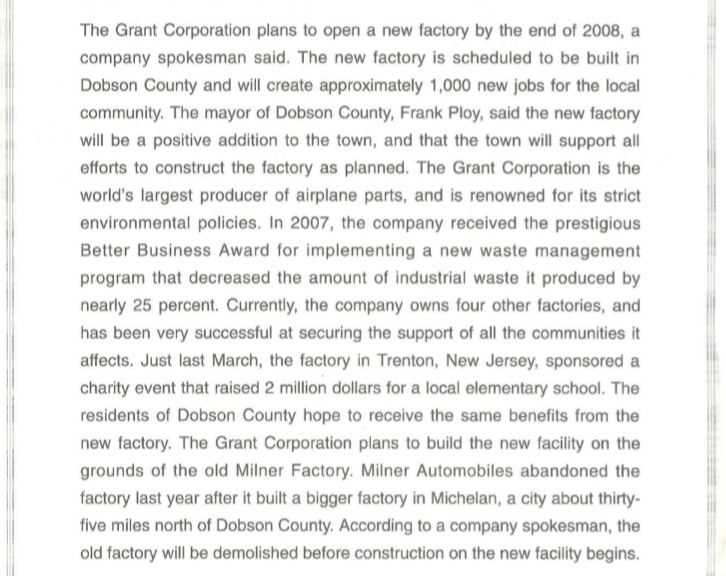 The Grant Corporation plans to open a new factory by the end of 2008, a
company spokesman said. The new factory is scheduled to be built in
Dobson County and will create approximately 1,000 new jobs for the local
community. The mayor of Dobson County, Frank Ploy, said the new factory
will be a positive addition to the town, and that the town will support all
efforts to construct the factory as planned. The Grant Corporation is the
world's largest producer of airplane parts, and is renowned for its strict
environmental policies. In 2007, the company received the prestigious
Better Business Award for implementing a new waste management
program that decreased the amount of industrial waste it produced by
nearly 25 percent. Currently, the company owns four other factories, and
has been very successful at securing the support of all the communities it
affects. Just last March, the factory in Trenton, New Jersey, sponsored a
charity event that raised 2 million dollars for a local elementary school. The
residents of Dobson County hope to receive the same benefits from the
new factory. The Grant Corporation plans to build the new facility on the
grounds of the old Milner Factory. Milner Automobiles abandoned the
factory last year after it built a bigger factory in Michelan, a city about thirty-
five miles north of Dobson County. According to a company spokesman, the
old factory will be demolished before construction on the new facility begins.